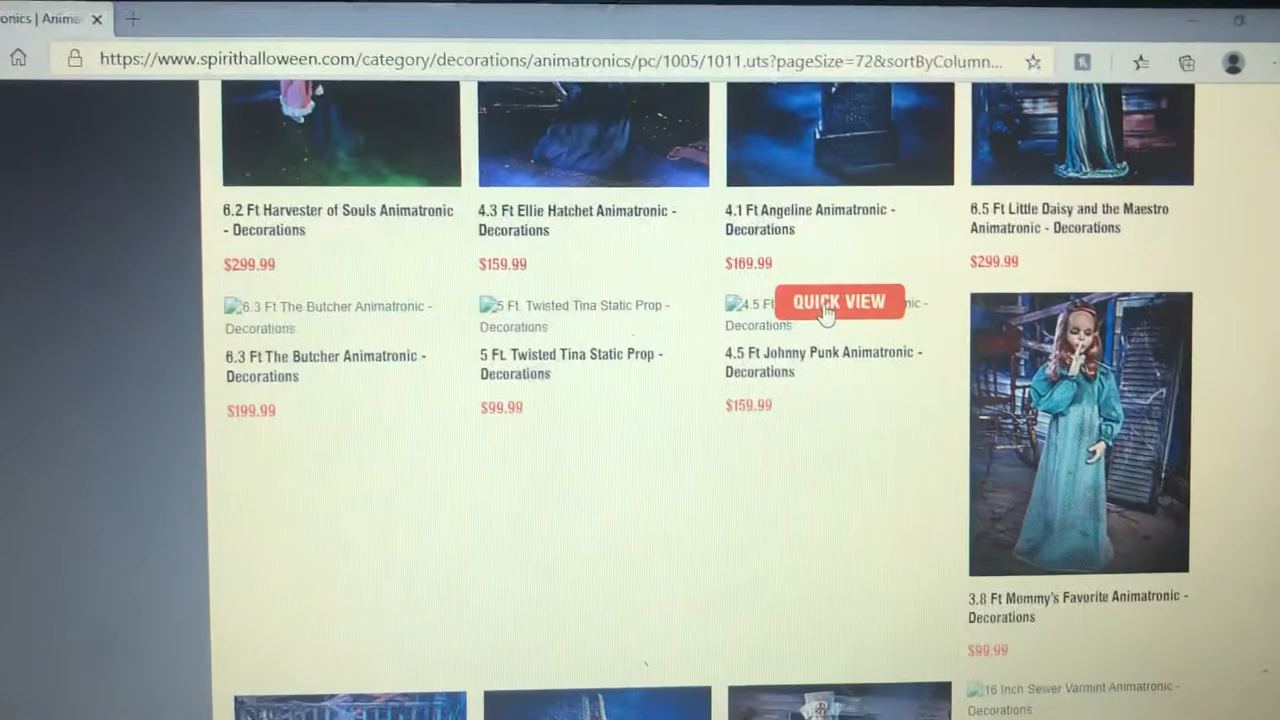 onics | Anima
https://www.spirithalloween.com/category/decorations/animatronics/pc/1005/1011.uts?pageSize=72&sortByColumn...
6.2 Ft Harvester of Souls Animatronic
- Decorations
$299.99
4.3 Ft Ellie Hatchet Animatronic -
Decorations
$159.99
4.1 Ft Angeline Animatronic -
Decorations
$169.99
6.5 Ft Little Daisy and the Maestro
Animatronic - Decorations
$299.99
6.3 Ft The Butcher Animatronic -
Decorations
6.3 Ft The Butcher Animatronic -
Decorations
$199.99
5 Ft. Twisted Tina Static Prop -
Decorations
5 Ft. Twisted Tina Static Prop -
Decorations
$99.99
4.5 Ft QUICK VIEW nic -
Decorations
4.5 Ft Johnny Punk Animatronic -
Decorations
$159.99
3.8 Ft Mommy's Favorite Animatronic -
Decorations
$99.99
16 Inch Sewer Varmint Animatronic -
Decorations